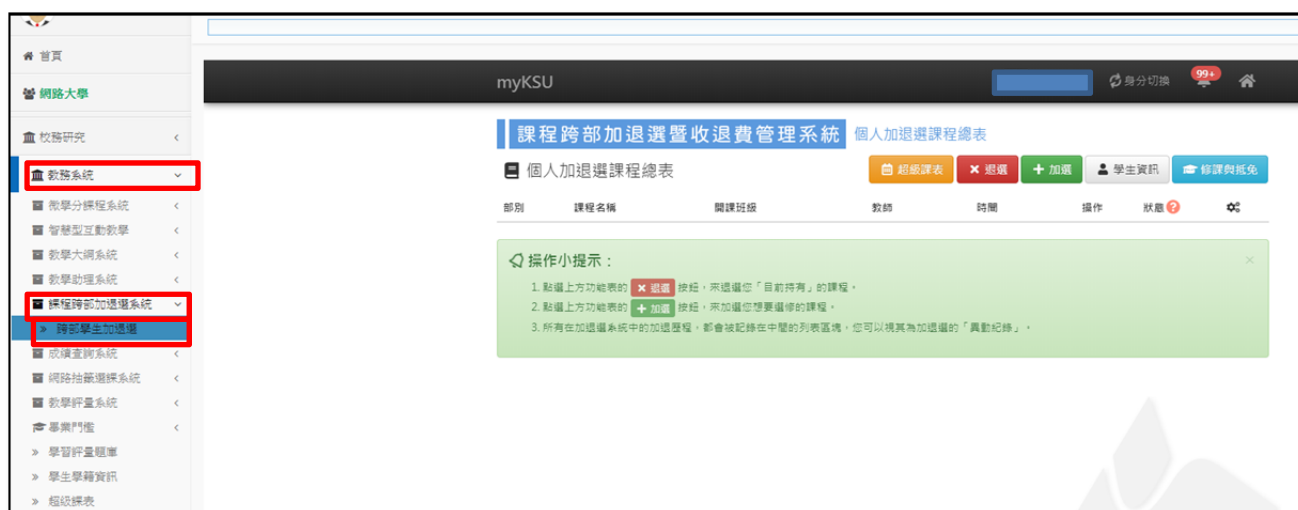 首頁
網路大學
校務研究
教務系統
微學分課程系統
智慧型互動教學
教學大綱系統
教學助理系統
課程跨部加退選系統
跨部學生加退選
成績查詢系統
網路抽籤選課系統
教學評量系統
畢業門檻
學習評量題庫
學生學籍資訊
超級課表
myKSU
身分切換
99+
課程跨部加退選暨收退費管理系統 個人加退選課程總表
個人加退選課程總表
超級課表 退選 加選 學生資訊 修課與抵免
部別 課程名稱 開課班級 教師 時間 操作 狀態
操作小提示：
1. 點選上方功能表的 退選 按鈕，來退選您「目前持有」的課程。
2. 點選上方功能表的 加選 按鈕，來加選您想要選修的課程。
3. 所有在加退選系統中的加退歷程，都會被記錄在中間的列表區塊，您可以視其為加退選的「異動紀錄」。